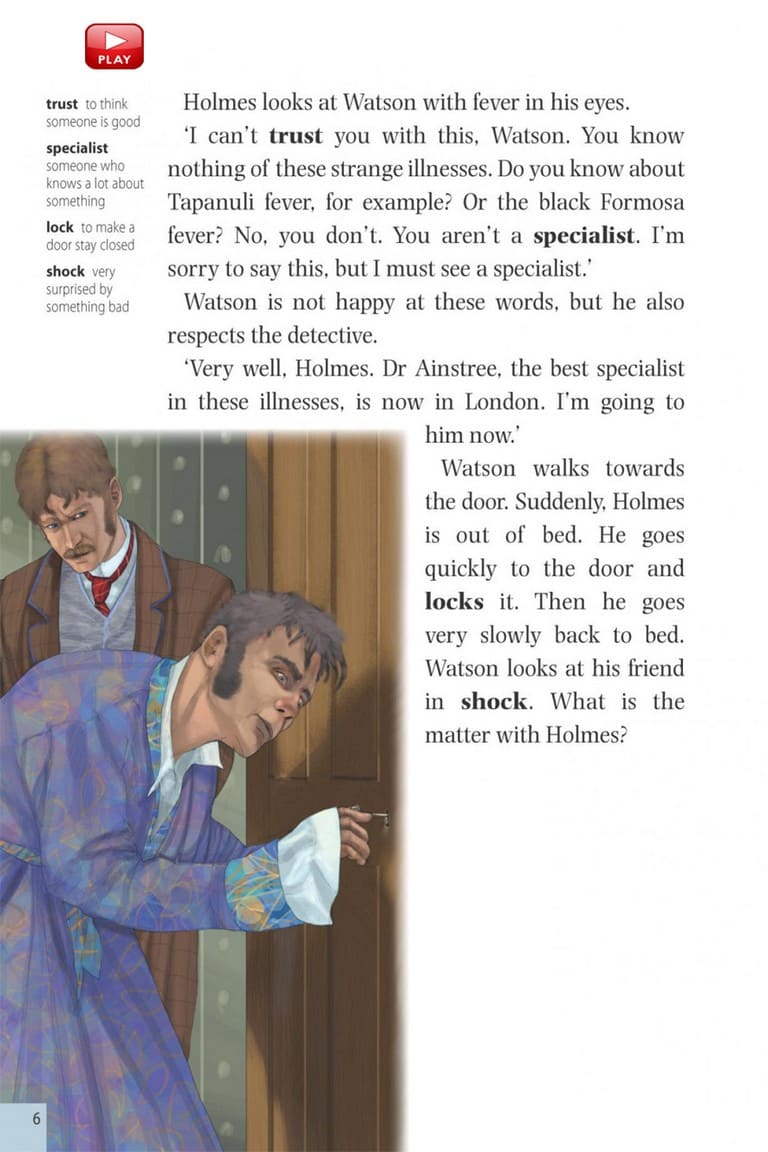 PLAY
trust to think
someone is good
specialist
someone who
knows a lot about
something
lock to make a
door stay closed
shock very
surprised by
something bad
Holmes looks at Watson with fever in his eyes.
‘I can’t trust you with this, Watson. You know
nothing of these strange illnesses. Do you know about
Tapanuli fever, for example? Or the black Formosa
fever? No, you don’t. You aren’t a specialist. I’m
sorry to say this, but I must see a specialist.’
Watson is not happy at these words, but he also
respects the detective.
‘Very well, Holmes. Dr Ainstree, the best specialist
in these illnesses, is now in London. I’m going to
him now.’
Watson walks towards
the door. Suddenly, Holmes
is out of bed. He goes
quickly to the door and
locks it. Then he goes
very slowly back to bed.
Watson looks at his friend
in shock. What is the
matter with Holmes?
6